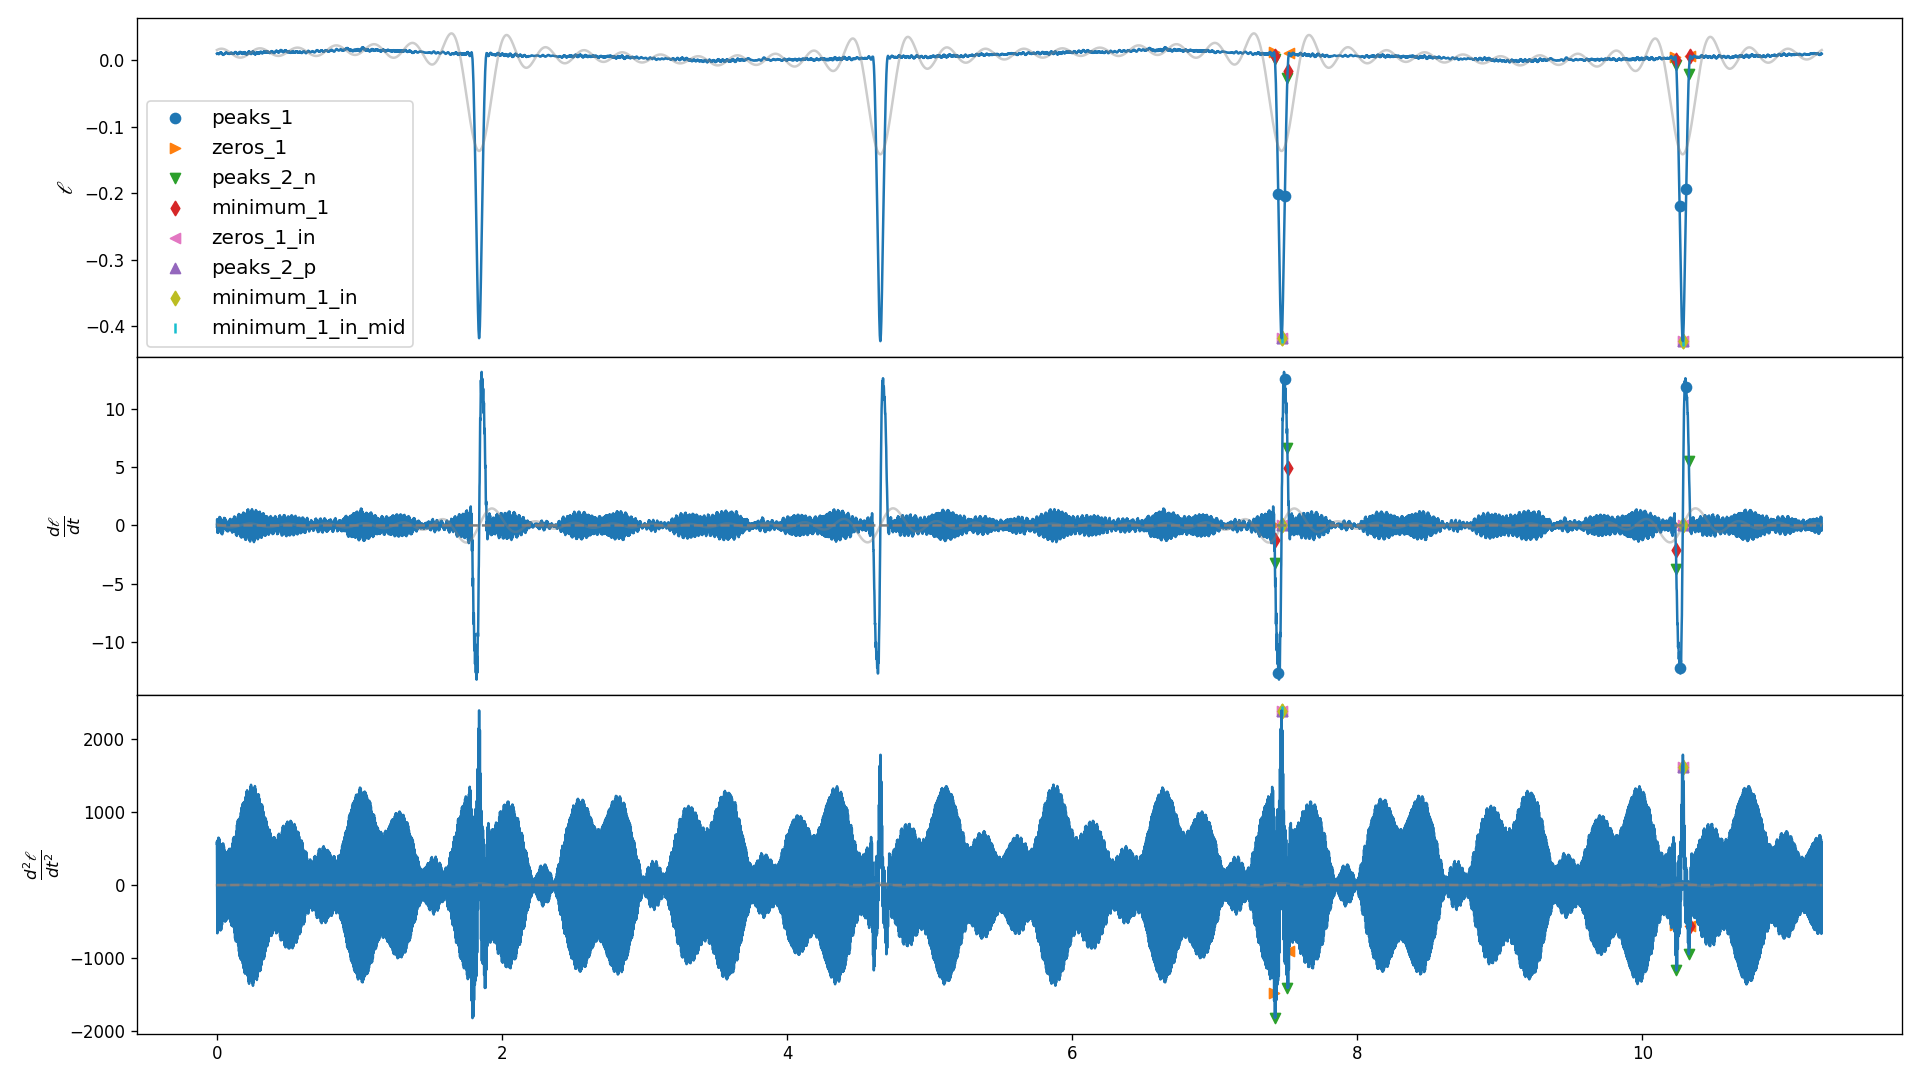 0.0
−0.1
−0.2
−0.3
−0.4
ℓ
peaks_1
zeros_1
peaks_2_n
minimum_1
zeros_1_in
peaks_2_p
minimum_1_in
minimum_1_in_mid
10
5
0
−5
−10
dℓ
dt
2000
1000
0
−1000
−2000
d²ℓ
dt²
0 2 4 6 8 10